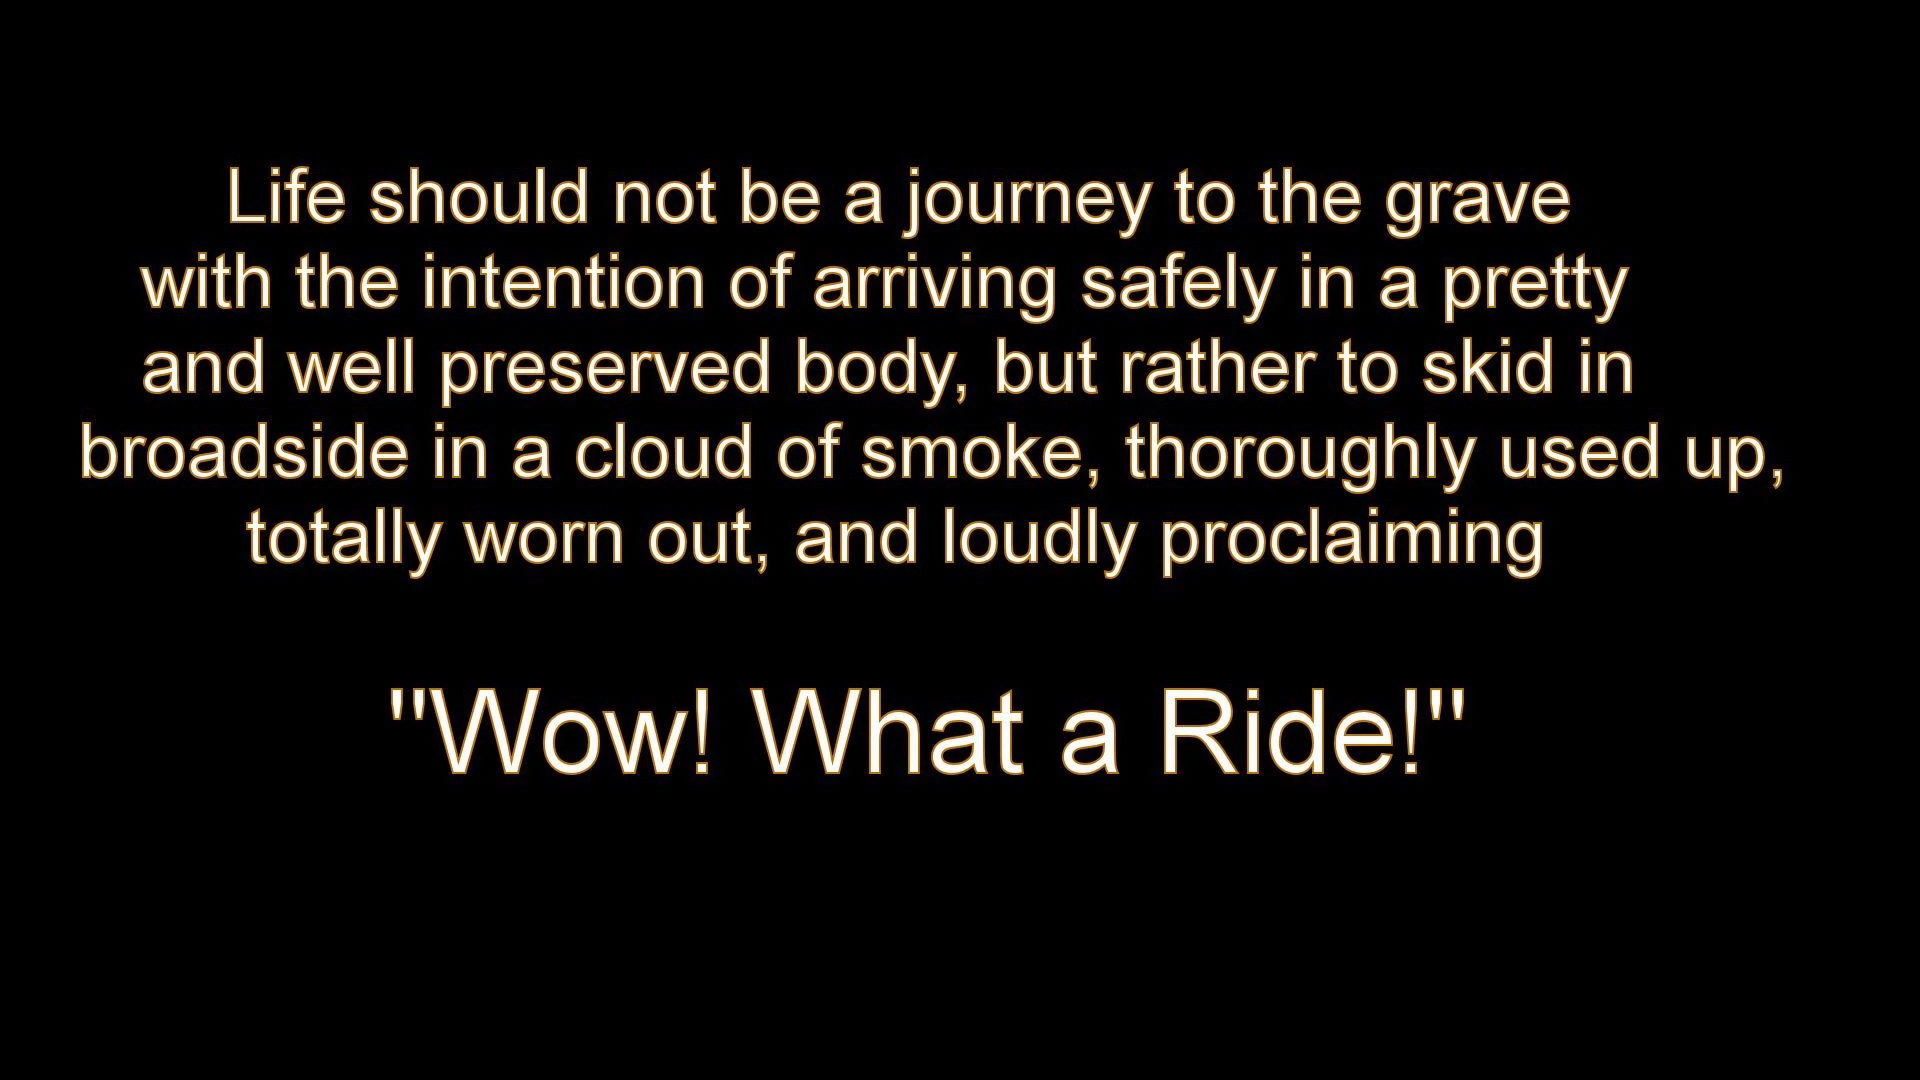 Life should not be a journey to the grave
with the intention of arriving safely in a pretty
and well preserved body, but rather to skid in
broadside in a cloud of smoke, thoroughly used up,
totally worn out, and loudly proclaiming
"Wow! What a Ride!"